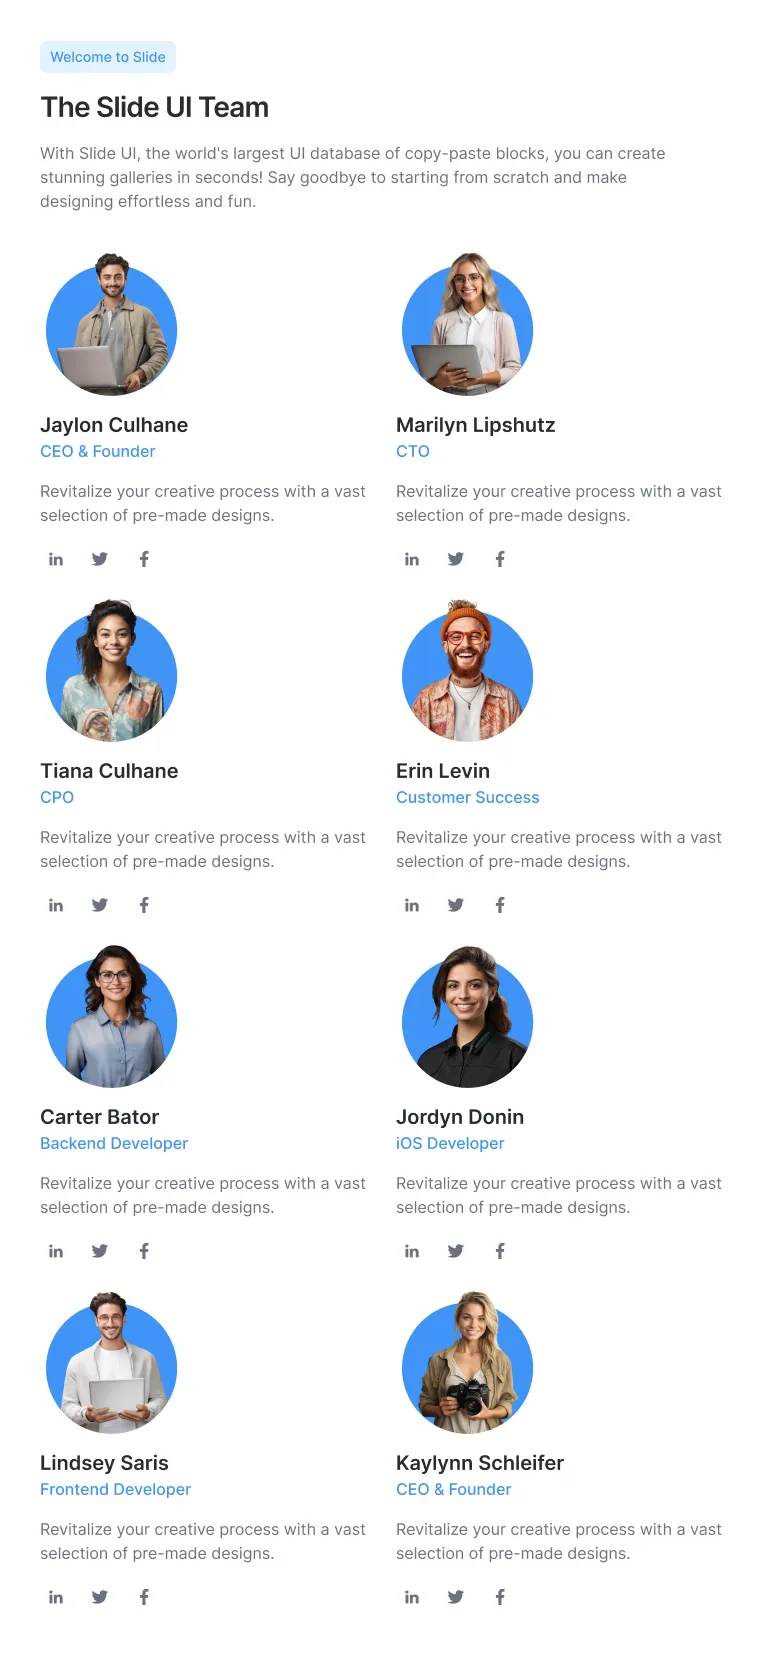 Welcome to Slide
The Slide UI Team
With Slide UI, the world's largest UI database of copy-paste blocks, you can create
stunning galleries in seconds! Say goodbye to starting from scratch and make
designing effortless and fun.
Jaylon Culhane
CEO & Founder
Revitalize your creative process with a vast
selection of pre-made designs.
in
f
Marilyn Lipshutz
CTO
Revitalize your creative process with a vast
selection of pre-made designs.
in
f
Tiana Culhane
CPO
Revitalize your creative process with a vast
selection of pre-made designs.
in
f
Erin Levin
Customer Success
Revitalize your creative process with a vast
selection of pre-made designs.
in
f
Carter Bator
Backend Developer
Revitalize your creative process with a vast
selection of pre-made designs.
in
f
Jordyn Donin
iOS Developer
Revitalize your creative process with a vast
selection of pre-made designs.
in
f
Lindsey Saris
Frontend Developer
Revitalize your creative process with a vast
selection of pre-made designs.
in
f
Kaylynn Schleifer
CEO & Founder
Revitalize your creative process with a vast
selection of pre-made designs.
in
f